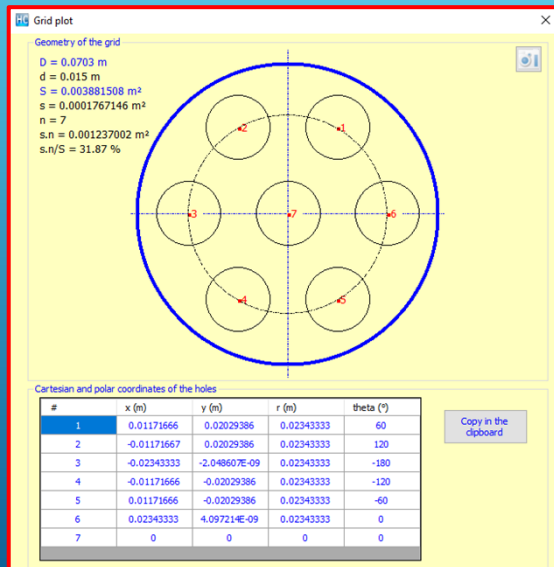 Grid plot
Geometry of the grid
D = 0.0703 m
d = 0.015 m
S = 0.003881508 m²
s = 0.0001767146 m²
n = 7
s.n = 0.001237002 m²
s.n/S = 31.87 %
2
1
3
7
6
4
5
Cartesian and polar coordinates of the holes
# x (m) y (m) r (m) theta (º)
1 0.01171666 0.02029386 0.02343333 60
2 -0.01171667 0.02029386 0.02343333 120
3 -0.02343333 -2.048607E-09 0.02343333 -180
4 -0.01171666 -0.02029386 0.02343333 -120
5 0.01171666 -0.02029386 0.02343333 -60
6 0.02343333 4.097214E-09 0.02343333 0
7 0 0 0 0
Copy in the
clipboard